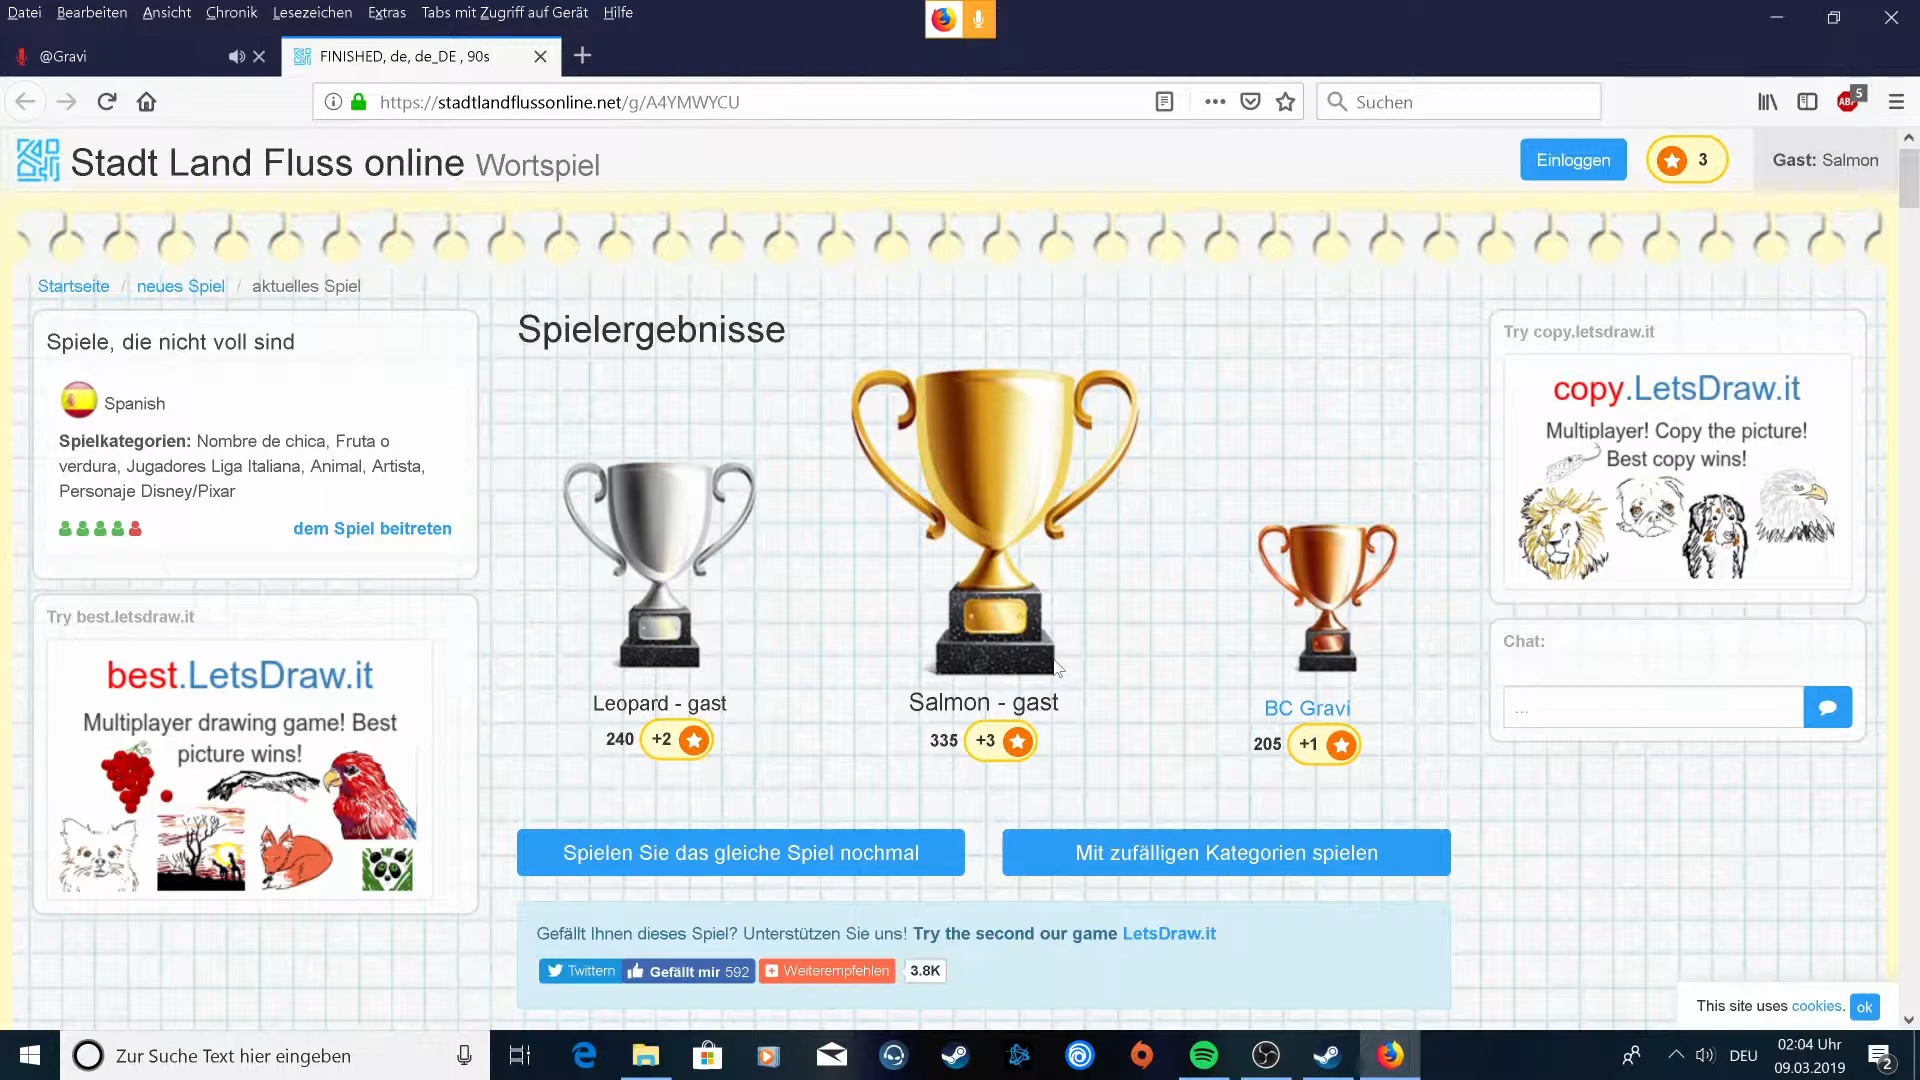 Datei Bearbeiten Ansicht Chronik Lesezeichen Extras Tabs mit Zugriff auf Gerät Hilfe
@Gravi
FINISHED, de, de_DE , 90s
https://stadtlandflussonline.net/g/A4YMWYCU
Suchen
ABP
5
Stadt Land Fluss online Wortspiel
Einloggen
3
Gast: Salmon
Startseite / neues Spiel / aktuelles Spiel
Spiele, die nicht voll sind
Spanish
Spielkategorien: Nombre de chica, Fruta o
verdura, Jugadores Liga Italiana, Animal, Artista,
Personaje Disney/Pixar
dem Spiel beitreten
Try best.letsdraw.it
best.LetsDraw.it
Multiplayer drawing game! Best
picture wins!
Spielergebnisse
Leopard - gast
240 +2
Salmon - gast
335 +3
BC Gravi
205 +1
Spielen Sie das gleiche Spiel nochmal
Mit zufälligen Kategorien spielen
Gefällt Ihnen dieses Spiel? Unterstützen Sie uns! Try the second our game LetsDraw.it
Twittern
Gefällt mir 592
Weiterempfehlen
3.8K
Try copy.letsdraw.it
copy.LetsDraw.it
Multiplayer! Copy the picture!
Best copy wins!
Chat:
...
This site uses cookies. ok
Zur Suche Text hier eingeben
DEU
02:04 Uhr
09.03.2019
2